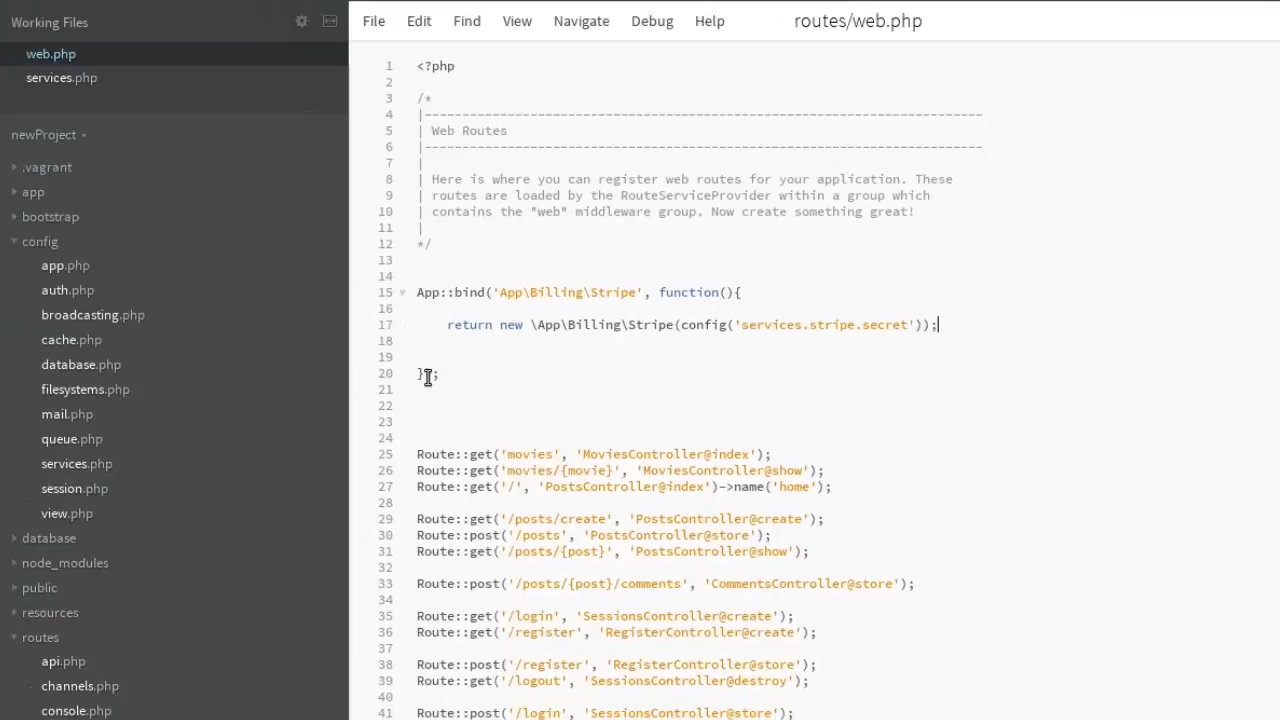 Working Files
web.php
services.php
newProject
.vagrant
app
bootstrap
config
app.php
auth.php
broadcasting.php
cache.php
database.php
filesystems.php
mail.php
queue.php
services.php
session.php
view.php
database
node_modules
public
resources
routes
api.php
channels.php
console.php
File Edit Find View Navigate Debug Help routes/web.php
1 <?php
2
3 /*
4 |--------------------------------------------------------------------------
5 | Web Routes
6 |--------------------------------------------------------------------------
7 |
8 | Here is where you can register web routes for your application. These
9 | routes are loaded by the RouteServiceProvider within a group which
10 | contains the "web" middleware group. Now create something great!
11 |
12 */
13
14
15 App::bind('App\Billing\Stripe', function(){
16
17 return new \App\Billing\Stripe(config('services.stripe.secret'));
18
19
20 });
21
22
23
24
25 Route::get('movies', 'MoviesController@index');
26 Route::get('movies/{movie}', 'MoviesController@show');
27 Route::get('/', 'PostsController@index')->name('home');
28
29 Route::get('/posts/create', 'PostsController@create');
30 Route::post('/posts', 'PostsController@store');
31 Route::get('/posts/{post}', 'PostsController@show');
32
33 Route::post('/posts/{post}/comments', 'CommentsController@store');
34
35 Route::get('/login', 'SessionsController@create');
36 Route::get('/register', 'RegisterController@create');
37
38 Route::post('/register', 'RegisterController@store');
39 Route::get('/logout', 'SessionsController@destroy');
40
41 Route::post('/login', 'SessionsController@store');